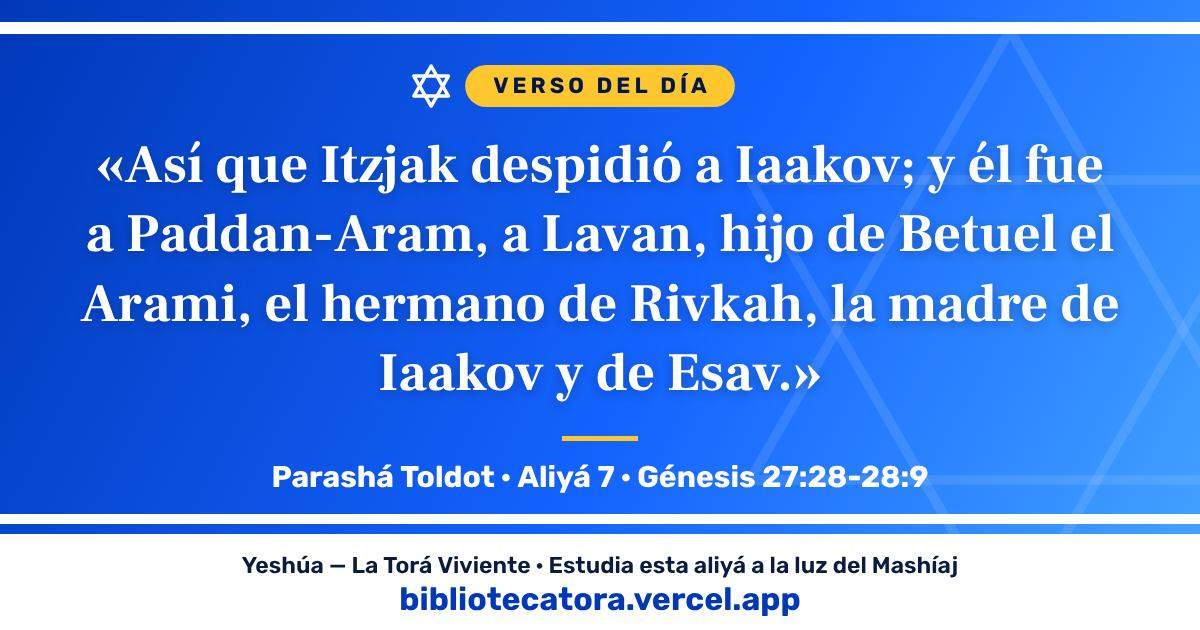 VERSO DEL DÍA
«Así que Itzjak despidió a Iaakov; y él fue
a Paddan-Aram, a Lavan, hijo de Betuel el
Arami, el hermano de Rivkah, la madre de
Iaakov y de Esav.»
Parashá Toldot • Aliyá 7 • Génesis 27:28-28:9
Yeshúa — La Torá Viviente • Estudia esta aliyá a la luz del Mashíaj
bibliotecatora.vercel.app